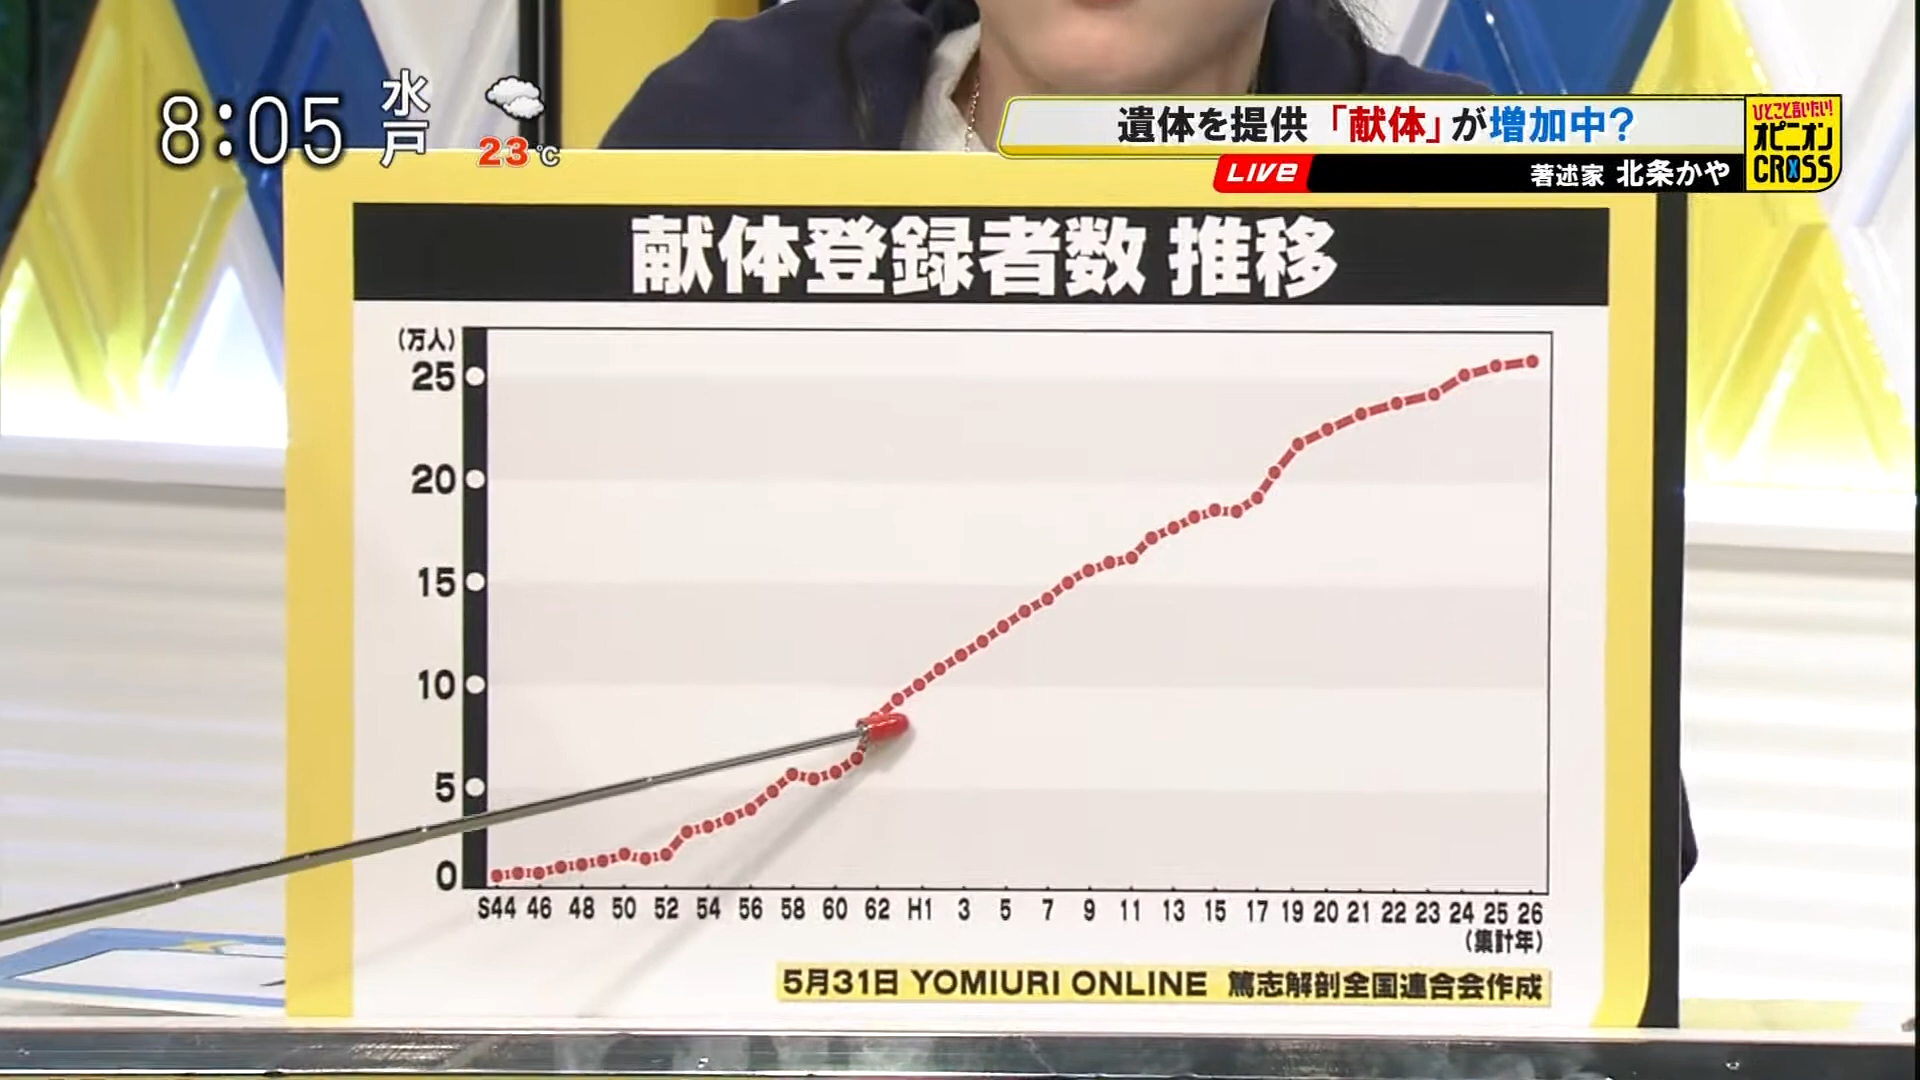 8:05
水戸
23℃
遺体を提供「献体」が増加中?
ひとこと言いたい!
オピニオン
CROSS
LIVE
著述家 北条かや
献体登録者数 推移
(万人)
25
20
15
10
5
0
S44 46 48 50 52 54 56 58 60 62 H1 3 5 7 9 11 13 15 17 19 20 21 22 23 24 25 26
(集計年)
5月31日 YOMIURI ONLINE 篤志解剖全国連合会作成